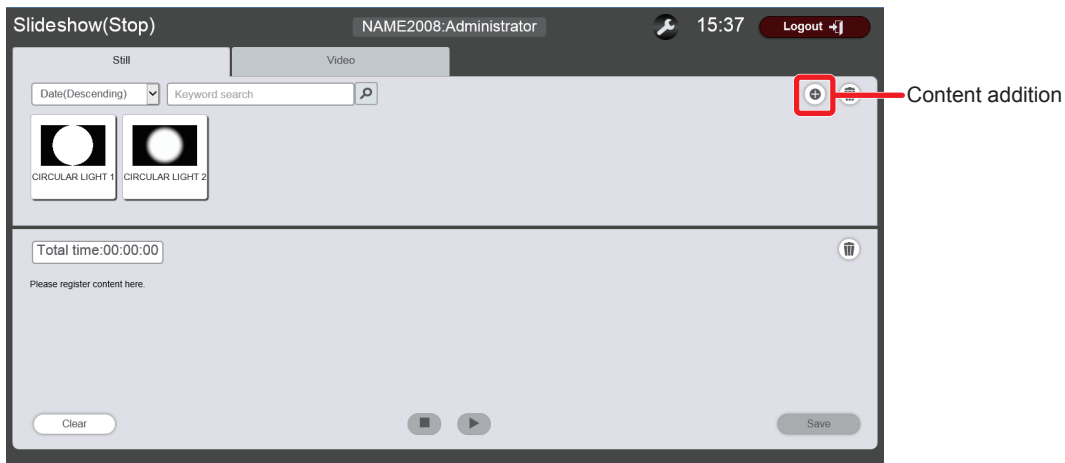 Slideshow(Stop)
NAME2008:Administrator
15:37
Logout
Still
Video
Date(Descending)
Keyword search
Content addition
CIRCULAR LIGHT 1
CIRCULAR LIGHT 2
Total time:00:00:00
Please register content here.
Clear
Save